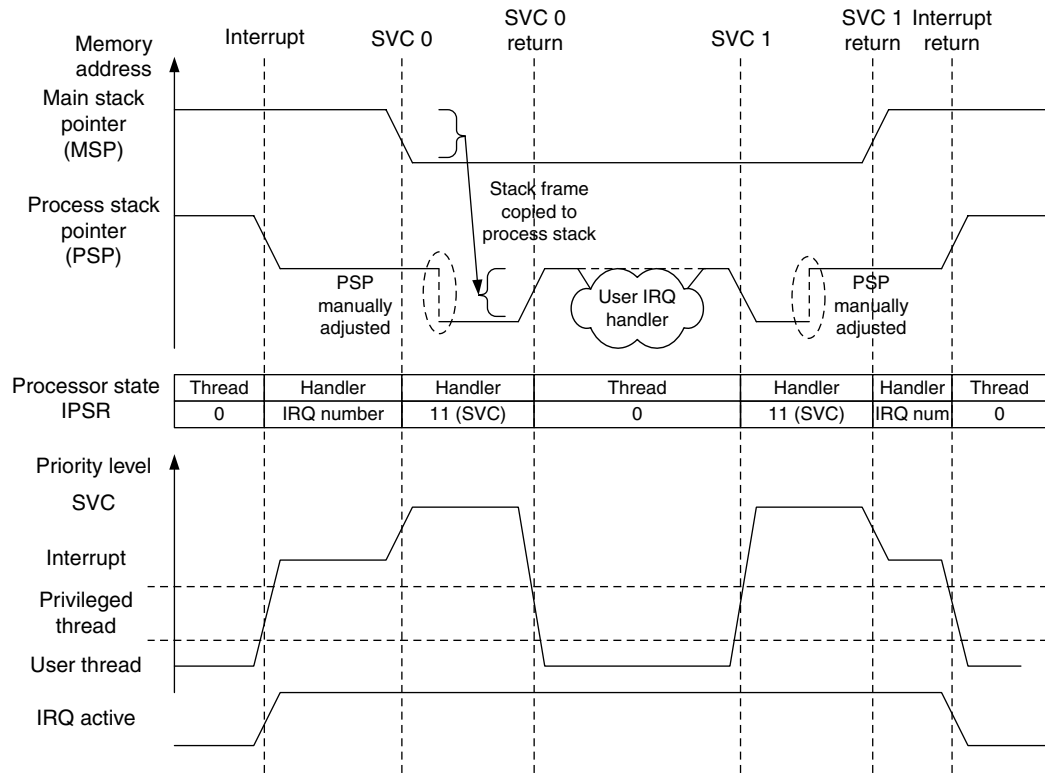 Memory
address
Interrupt
SVC 0
SVC 0
return
SVC 1
SVC 1
return
Interrupt
return
Main stack
pointer
(MSP)
Process stack
pointer
(PSP)
Stack frame
copied to
process stack
PSP
manually
adjusted
User IRQ
handler
PSP
manually
adjusted
Processor state
Thread
Handler
Handler
Thread
Handler
Handler
Thread
IPSR
0
IRQ number
11 (SVC)
0
11 (SVC)
IRQ num
0
Priority level
SVC
Interrupt
Privileged
thread
User thread
IRQ active